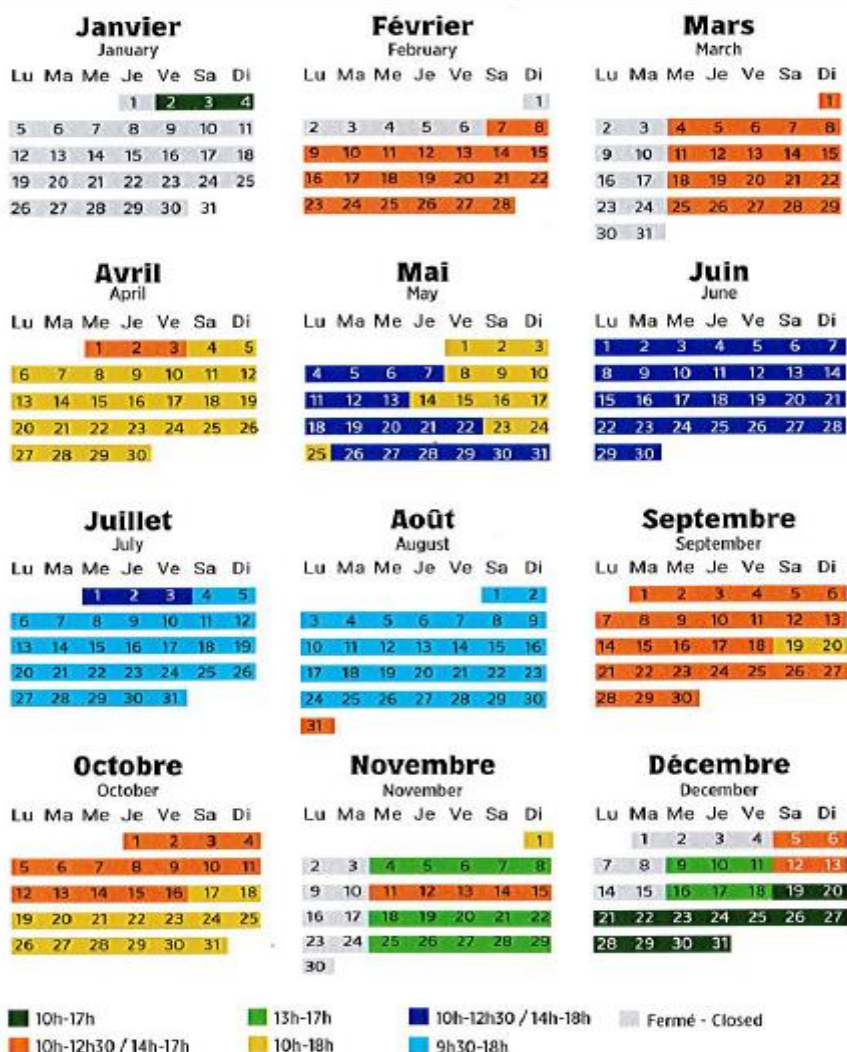 Janvier Février Mars
January February March
Lu Ma Me Je Ve Sa Di Lu Ma Me Je Ve Sa Di Lu Ma Me Je Ve Sa Di
1 2 3 4 1 1
5 6 7 8 9 10 11 2 3 4 5 6 7 8 2 3 4 5 6 7 8
12 13 14 15 16 17 18 9 10 11 12 13 14 15 9 10 11 12 13 14 15
19 20 21 22 23 24 25 16 17 18 19 20 21 22 16 17 18 19 20 21 22
26 27 28 29 30 31 23 24 25 26 27 28 23 24 25 26 27 28 29
30 31
Avril Mai Juin
April May June
Lu Ma Me Je Ve Sa Di Lu Ma Me Je Ve Sa Di Lu Ma Me Je Ve Sa Di
1 2 3 4 5 1 2 3 1 2 3 4 5 6 7
6 7 8 9 10 11 12 4 5 6 7 8 9 10 8 9 10 11 12 13 14
13 14 15 16 17 18 19 11 12 13 14 15 16 17 15 16 17 18 19 20 21
20 21 22 23 24 25 26 18 19 20 21 22 23 24 22 23 24 25 26 27 28
27 28 29 30 25 26 27 28 29 30 31 29 30
Juillet Août Septembre
July August September
Lu Ma Me Je Ve Sa Di Lu Ma Me Je Ve Sa Di Lu Ma Me Je Ve Sa Di
1 2 3 4 5 1 2 1 2 3 4 5 6
6 7 8 9 10 11 12 3 4 5 6 7 8 9 7 8 9 10 11 12 13
13 14 15 16 17 18 19 10 11 12 13 14 15 16 14 15 16 17 18 19 20
20 21 22 23 24 25 26 17 18 19 20 21 22 23 21 22 23 24 25 26 27
27 28 29 30 31 24 25 26 27 28 29 30 28 29 30
31
Octobre Novembre Décembre
October November December
Lu Ma Me Je Ve Sa Di Lu Ma Me Je Ve Sa Di Lu Ma Me Je Ve Sa Di
1 2 3 4 1 1 2 3 4 5 6
5 6 7 8 9 10 11 2 3 4 5 6 7 8 7 8 9 10 11 12 13
12 13 14 15 16 17 18 9 10 11 12 13 14 15 14 15 16 17 18 19 20
19 20 21 22 23 24 25 16 17 18 19 20 21 22 21 22 23 24 25 26 27
26 27 28 29 30 31 23 24 25 26 27 28 29 28 29 30 31
30
10h-17h 13h-17h 10h-12h30 / 14h-18h Fermé - Closed
10h-12h30 / 14h-17h 10h-18h 9h30-18h